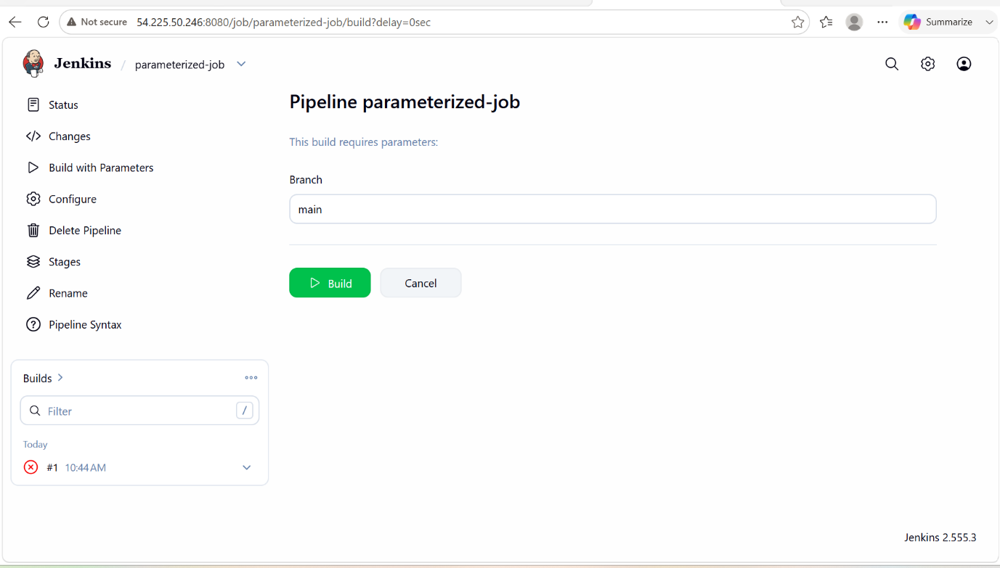 Not secure 54.225.50.246:8080/job/parameterized-job/build?delay=0sec
Summarize
Jenkins / parameterized-job
Status
Changes
Build with Parameters
Configure
Delete Pipeline
Stages
Rename
Pipeline Syntax
Builds
Filter /
Today
#1 10:44 AM
Pipeline parameterized-job
This build requires parameters:
Branch
main
Build Cancel
Jenkins 2.555.3